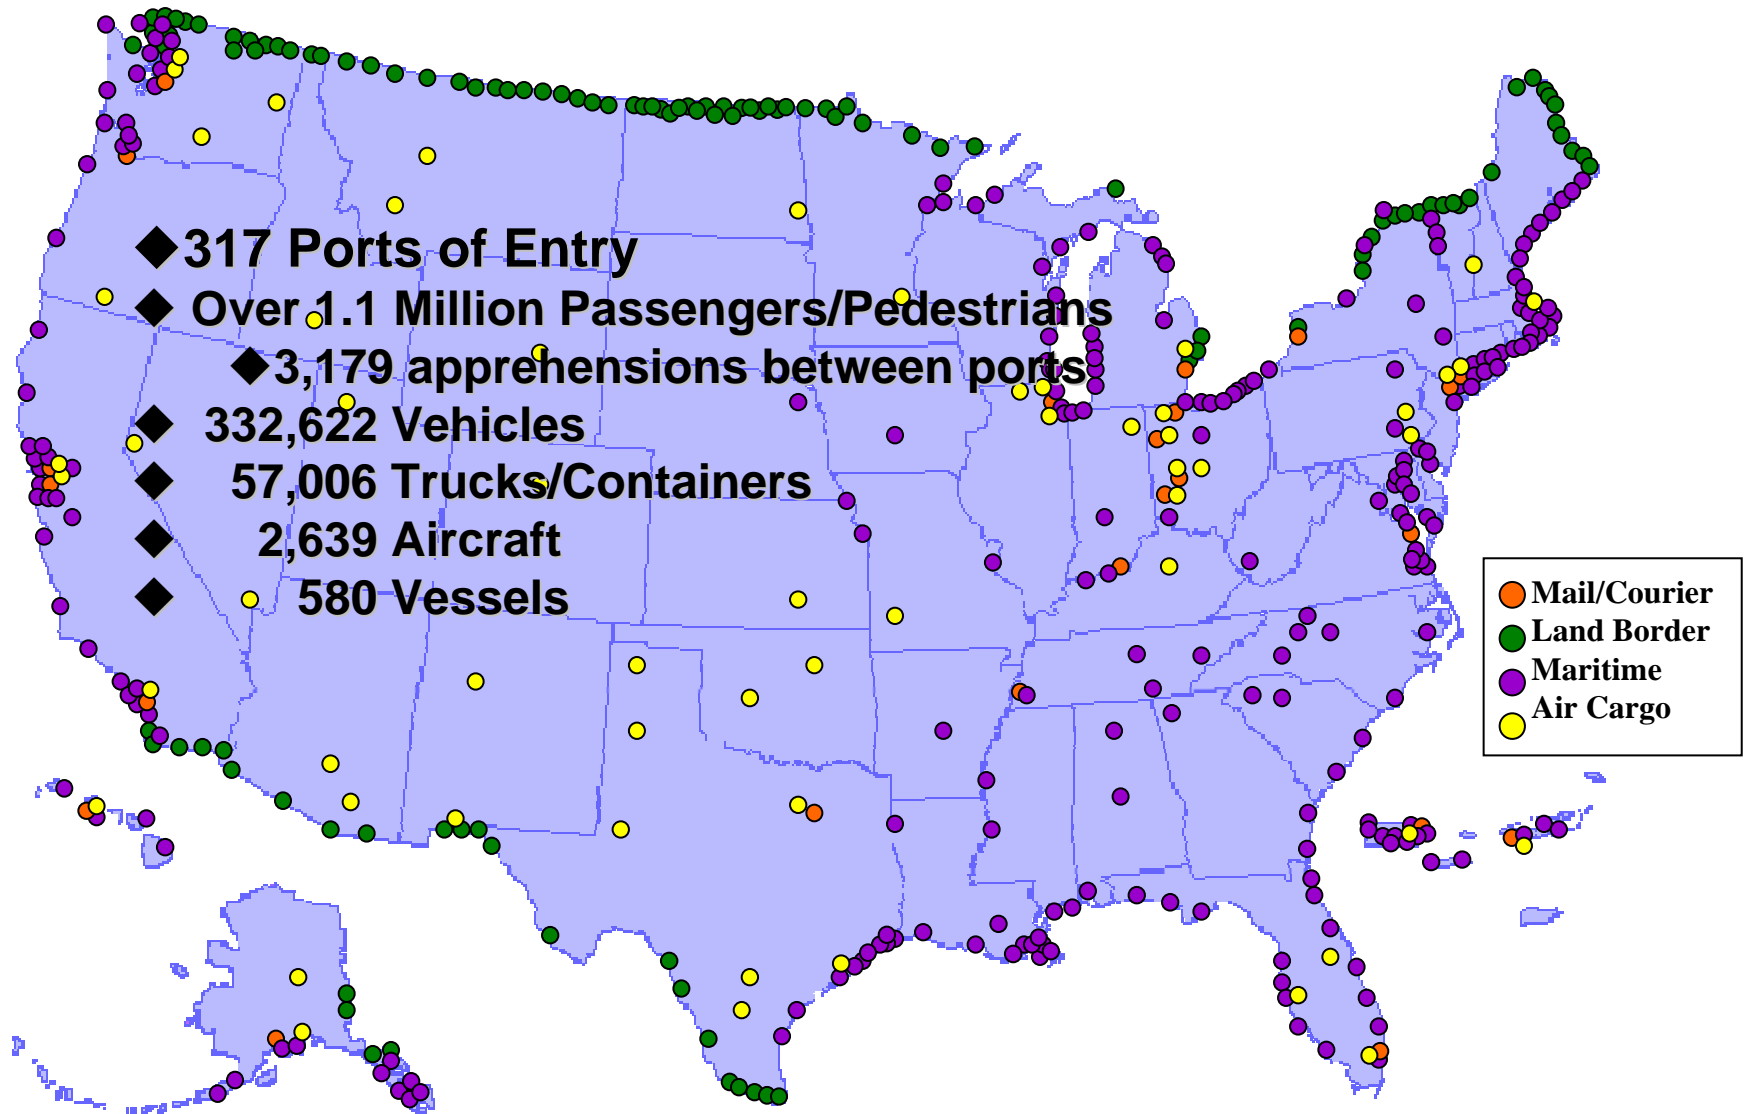 ◆317 Ports of Entry
◆ Over 1.1 Million Passengers/Pedestrians
◆3,179 apprehensions between ports
◆ 332,622 Vehicles
◆ 57,006 Trucks/Containers
◆ 2,639 Aircraft
◆ 580 Vessels
Mail/Courier
Land Border
Maritime
Air Cargo